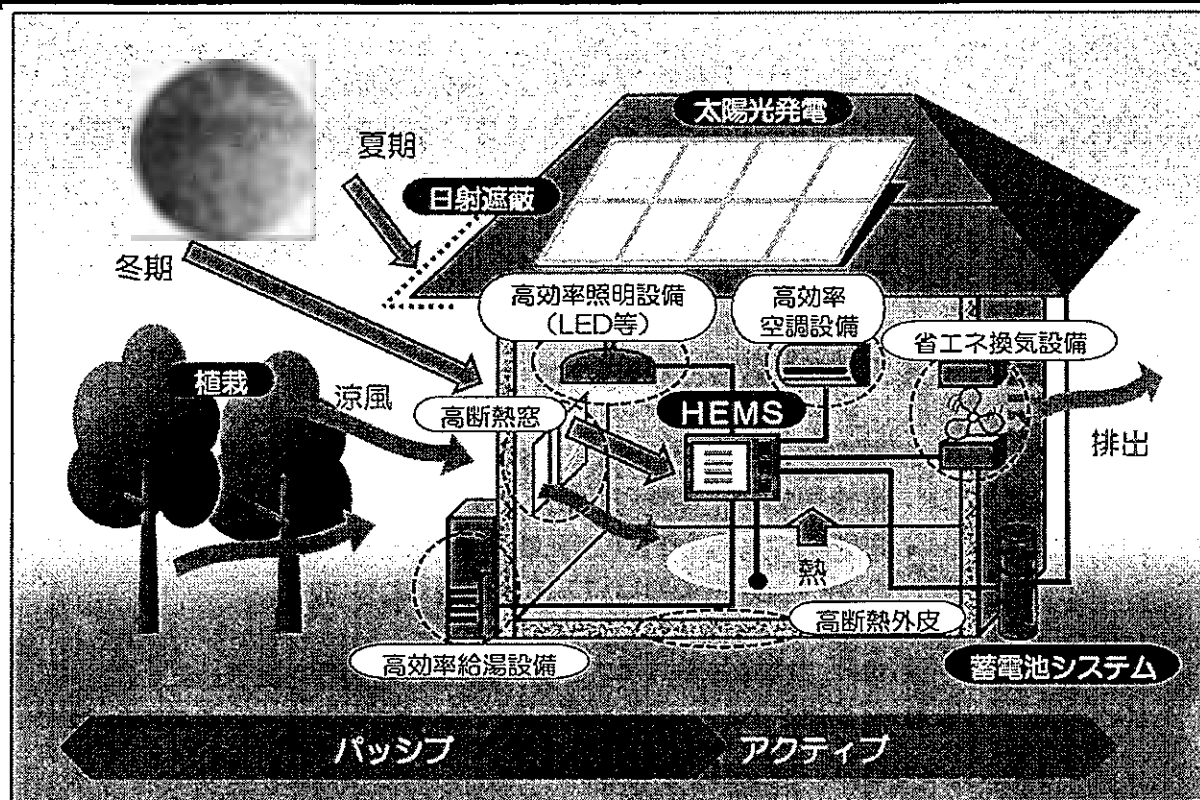 太陽光発電
夏期
日射遮蔽
冬期
高効率照明設備
（LED等）
高効率
空調設備
省エネ換気設備
植栽
涼風
高断熱窓
HEMS
排出
熱
高断熱外皮
高効率給湯設備
蓄電池システム
パッシブ
アクティブ